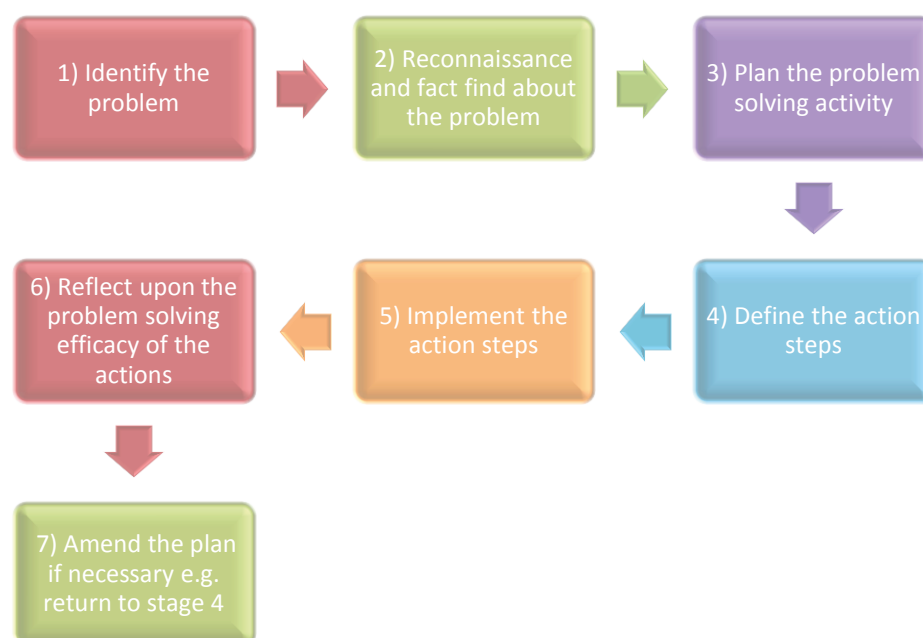 1) Identify the
problem
2) Reconnaissance
and fact find about
the problem
3) Plan the problem
solving activity
4) Define the action
steps
5) Implement the
action steps
6) Reflect upon the
problem solving
efficacy of the
actions
7) Amend the plan
if necessary e.g.
return to stage 4